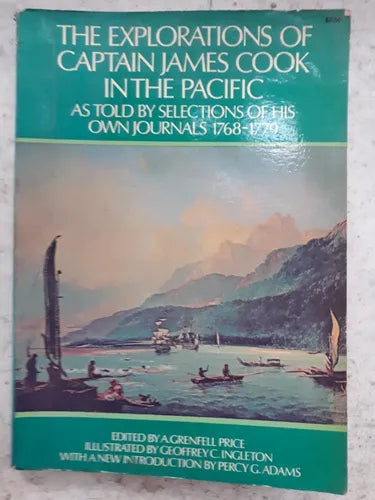 THE EXPLORATIONS OF
CAPTAIN JAMES COOK
IN THE PACIFIC
AS TOLD BY SELECTIONS OF HIS
OWN JOURNALS 1768-1779
EDITED BY A. GRENFELL PRICE
ILLUSTRATED BY GEOFFREY C. INGLETON
WITH A NEW INTRODUCTION BY PERCY G. ADAMS